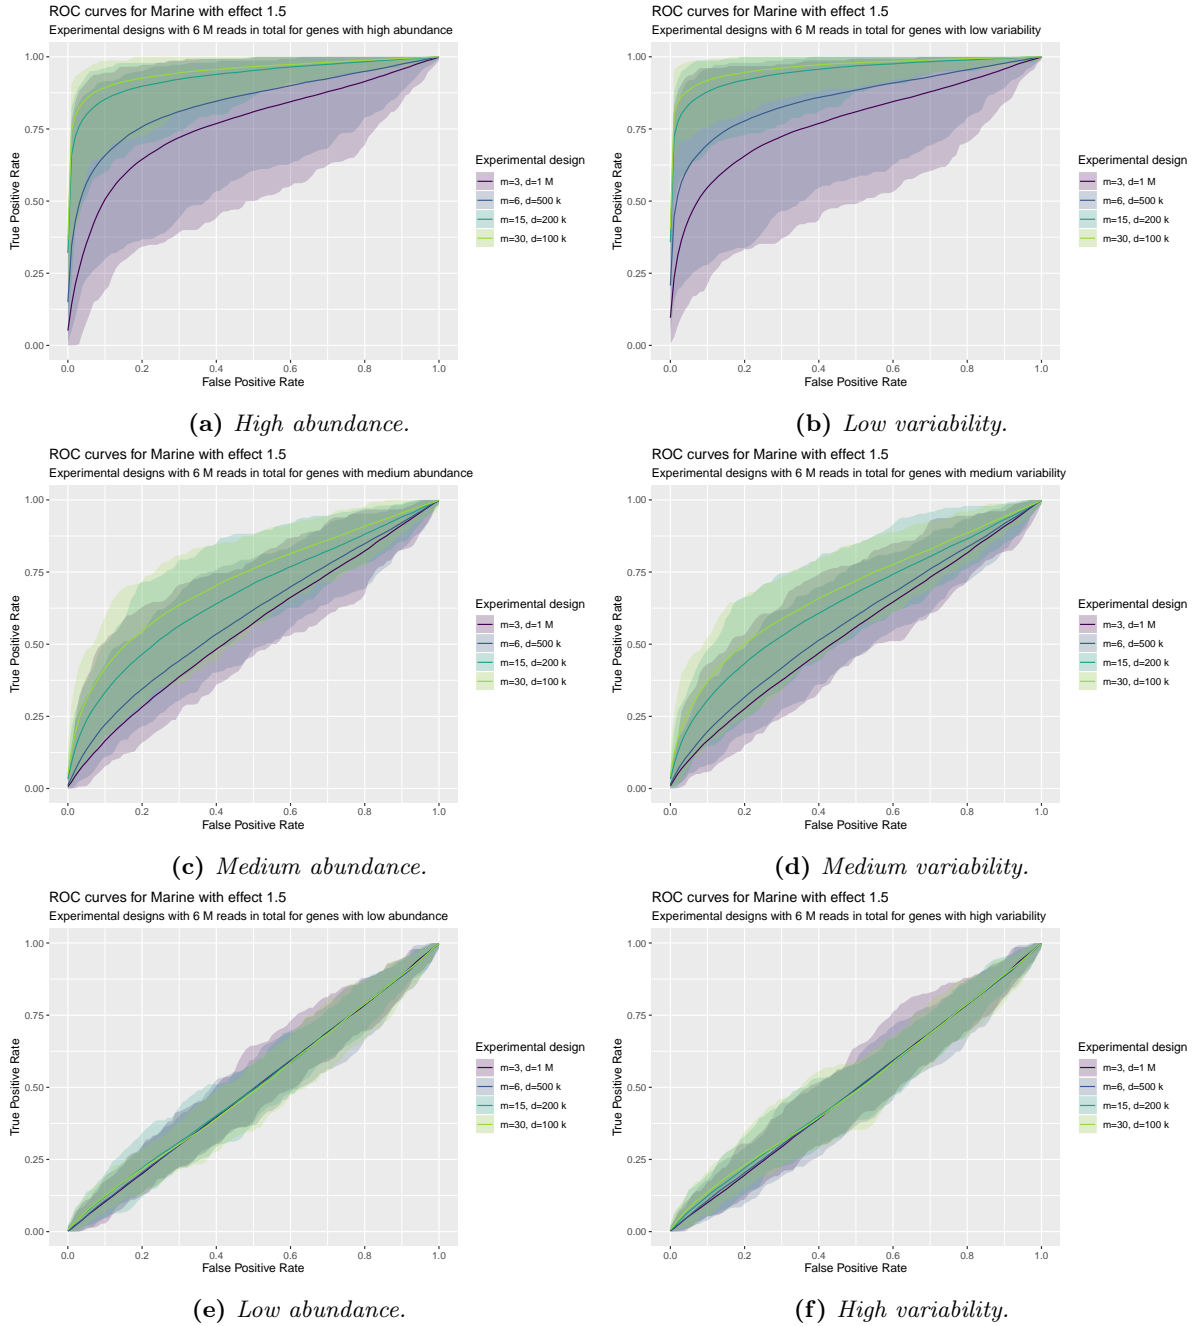 ROC curves for Marine with effect 1.5
Experimental designs with 6 M reads in total for genes with high abundance
True Positive Rate
1.00
0.75
0.50
0.25
0.00
0.0 0.2 0.4 0.6 0.8 1.0
False Positive Rate
Experimental design
m=3, d=1 M
m=6, d=500 k
m=15, d=200 k
m=30, d=100 k
(a) High abundance.
ROC curves for Marine with effect 1.5
Experimental designs with 6 M reads in total for genes with low variability
True Positive Rate
1.00
0.75
0.50
0.25
0.00
0.0 0.2 0.4 0.6 0.8 1.0
False Positive Rate
Experimental design
m=3, d=1 M
m=6, d=500 k
m=15, d=200 k
m=30, d=100 k
(b) Low variability.
ROC curves for Marine with effect 1.5
Experimental designs with 6 M reads in total for genes with medium abundance
True Positive Rate
1.00
0.75
0.50
0.25
0.00
0.0 0.2 0.4 0.6 0.8 1.0
False Positive Rate
Experimental design
m=3, d=1 M
m=6, d=500 k
m=15, d=200 k
m=30, d=100 k
(c) Medium abundance.
ROC curves for Marine with effect 1.5
Experimental designs with 6 M reads in total for genes with medium variability
True Positive Rate
1.00
0.75
0.50
0.25
0.00
0.0 0.2 0.4 0.6 0.8 1.0
False Positive Rate
Experimental design
m=3, d=1 M
m=6, d=500 k
m=15, d=200 k
m=30, d=100 k
(d) Medium variability.
ROC curves for Marine with effect 1.5
Experimental designs with 6 M reads in total for genes with low abundance
True Positive Rate
1.00
0.75
0.50
0.25
0.00
0.0 0.2 0.4 0.6 0.8 1.0
False Positive Rate
Experimental design
m=3, d=1 M
m=6, d=500 k
m=15, d=200 k
m=30, d=100 k
(e) Low abundance.
ROC curves for Marine with effect 1.5
Experimental designs with 6 M reads in total for genes with high variability
True Positive Rate
1.00
0.75
0.50
0.25
0.00
0.0 0.2 0.4 0.6 0.8 1.0
False Positive Rate
Experimental design
m=3, d=1 M
m=6, d=500 k
m=15, d=200 k
m=30, d=100 k
(f) High variability.